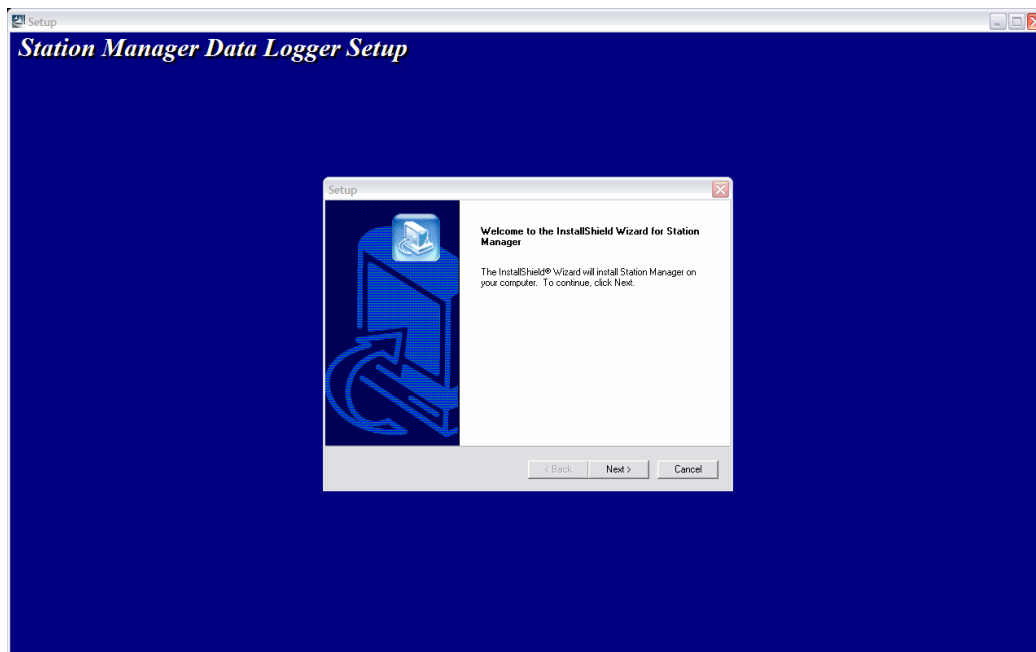 Setup
Station Manager Data Logger Setup
Setup
Welcome to the InstallShield Wizard for Station
Manager
The InstallShield® Wizard will install Station Manager on
your computer. To continue, click Next.
< Back Next > Cancel